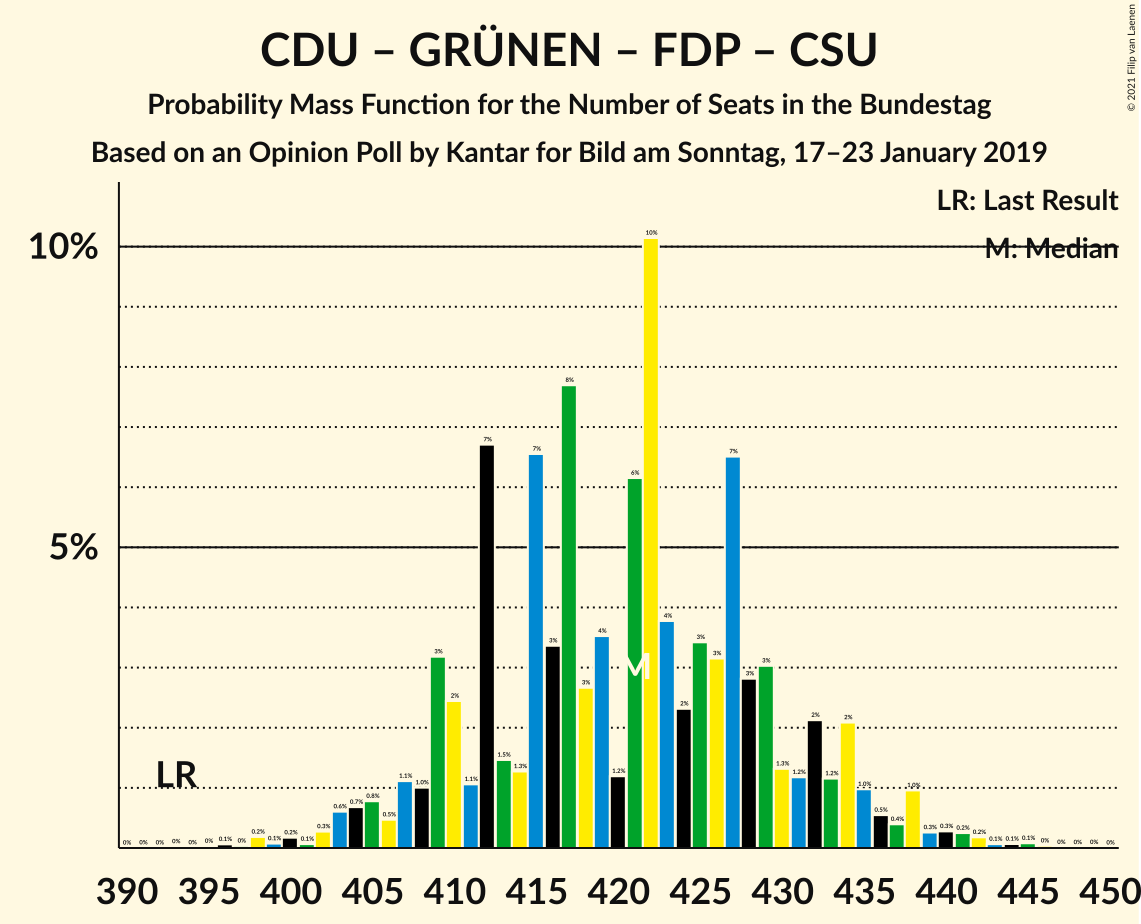 CDU – GRÜNEN – FDP – CSU
Probability Mass Function for the Number of Seats in the Bundestag
Based on an Opinion Poll by Kantar for Bild am Sonntag, 17–23 January 2019
© 2021 Filip van Laenen
LR: Last Result
M: Median
10%
5%
LR
M
0% 0% 0% 0% 0% 0% 0.1% 0% 0.2% 0.1% 0.2% 0.1% 0.3% 0.6% 0.7% 0.8% 0.5% 1.1% 1.0% 3% 2% 1.1% 7% 1.5% 1.3% 7% 3% 8% 3% 4% 1.2% 6% 10% 4% 2% 3% 3% 7% 3% 3% 1.3% 1.2% 2% 1.2% 2% 1.0% 0.5% 0.4% 1.0% 0.3% 0.3% 0.2% 0.2% 0.1% 0.1% 0.1% 0% 0% 0% 0% 0%
390 395 400 405 410 415 420 425 430 435 440 445 450